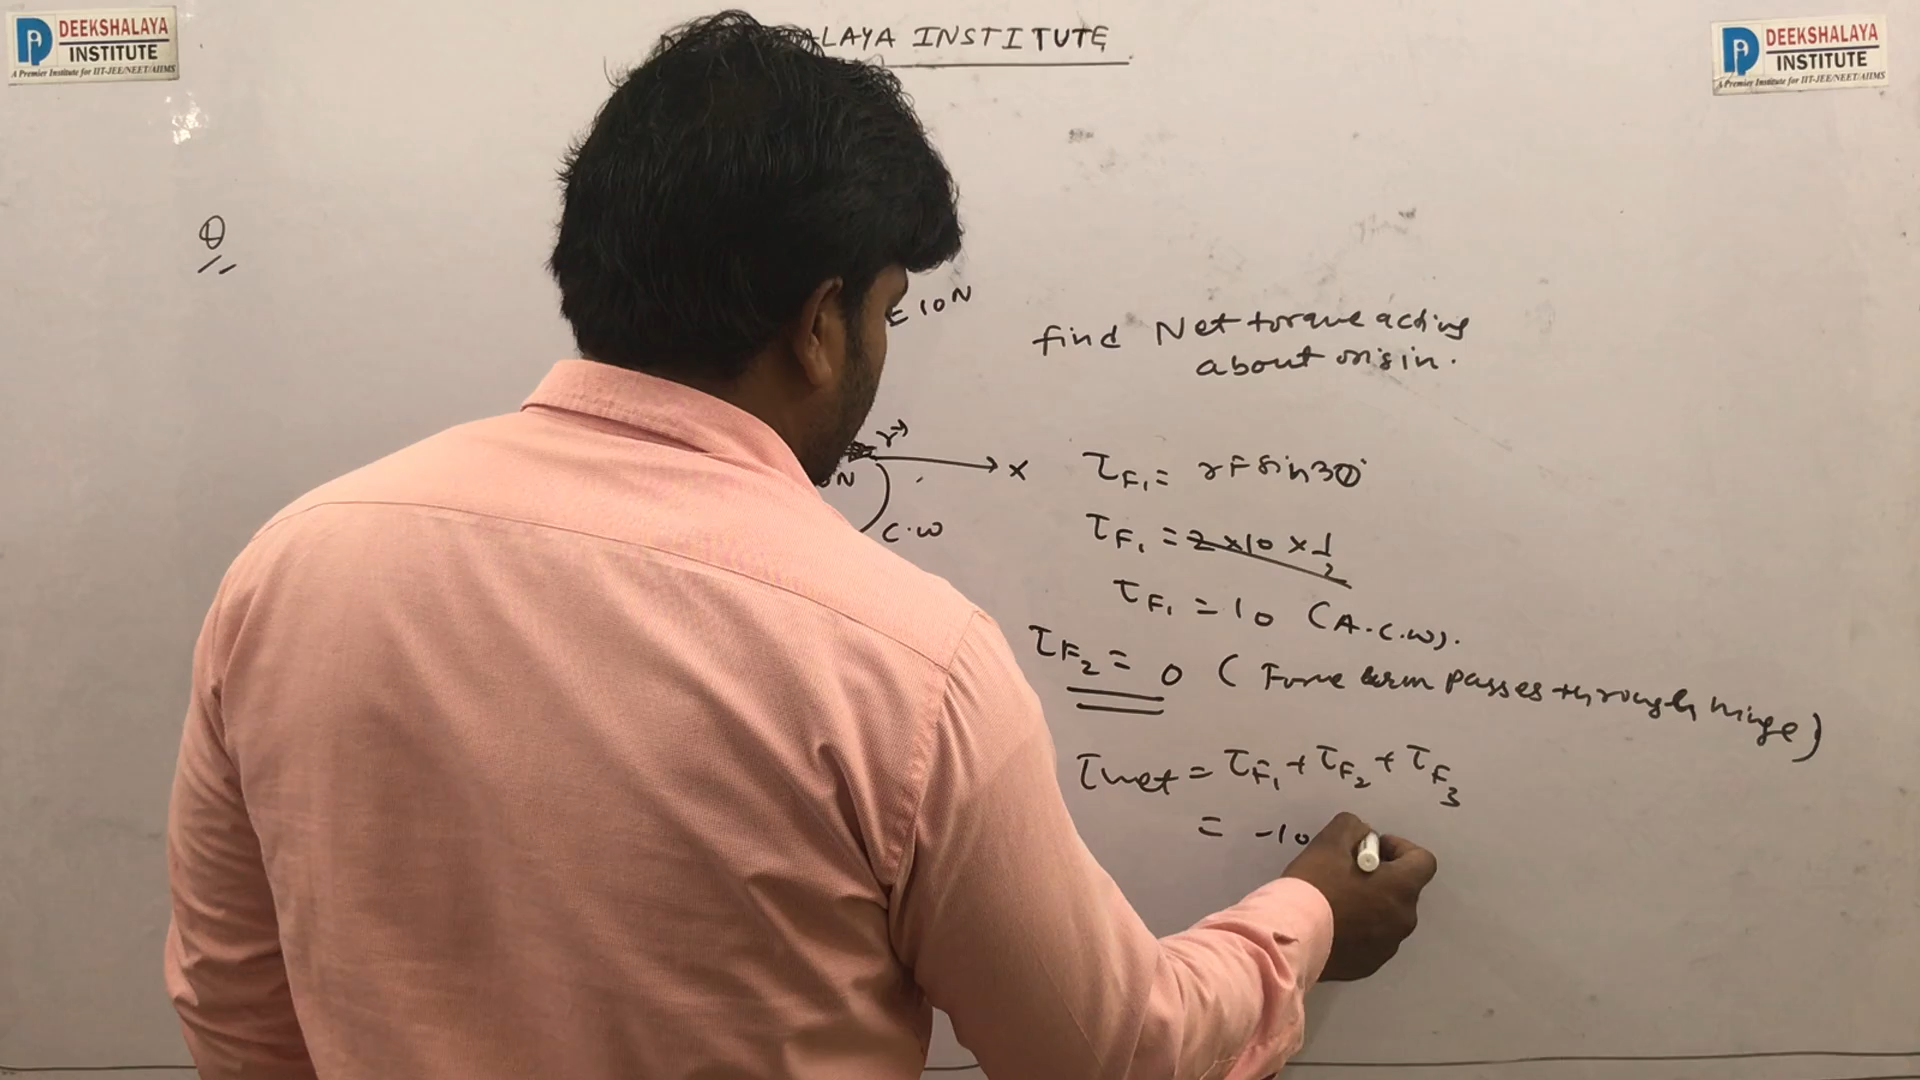 DEEKSHALAYA
INSTITUTE
A Premier Institute for IIT-JEE/NEET/AIIMS
ALAYA INSTITUTE
DEEKSHALAYA
INSTITUTE
A Premier Institute for IIT-JEE/NEET/AIIMS
Q
10N
find Net torque acting
about origin.
r→
x
N
C.W
τF₁ = rF sin30°
τF₁ = 2×10×1/2
τF₁ = 10 (A.C.W).
τF₂ = 0 ( Force term passes through hinge)
τnet = τF₁ + τF₂ + τF₃
= -10